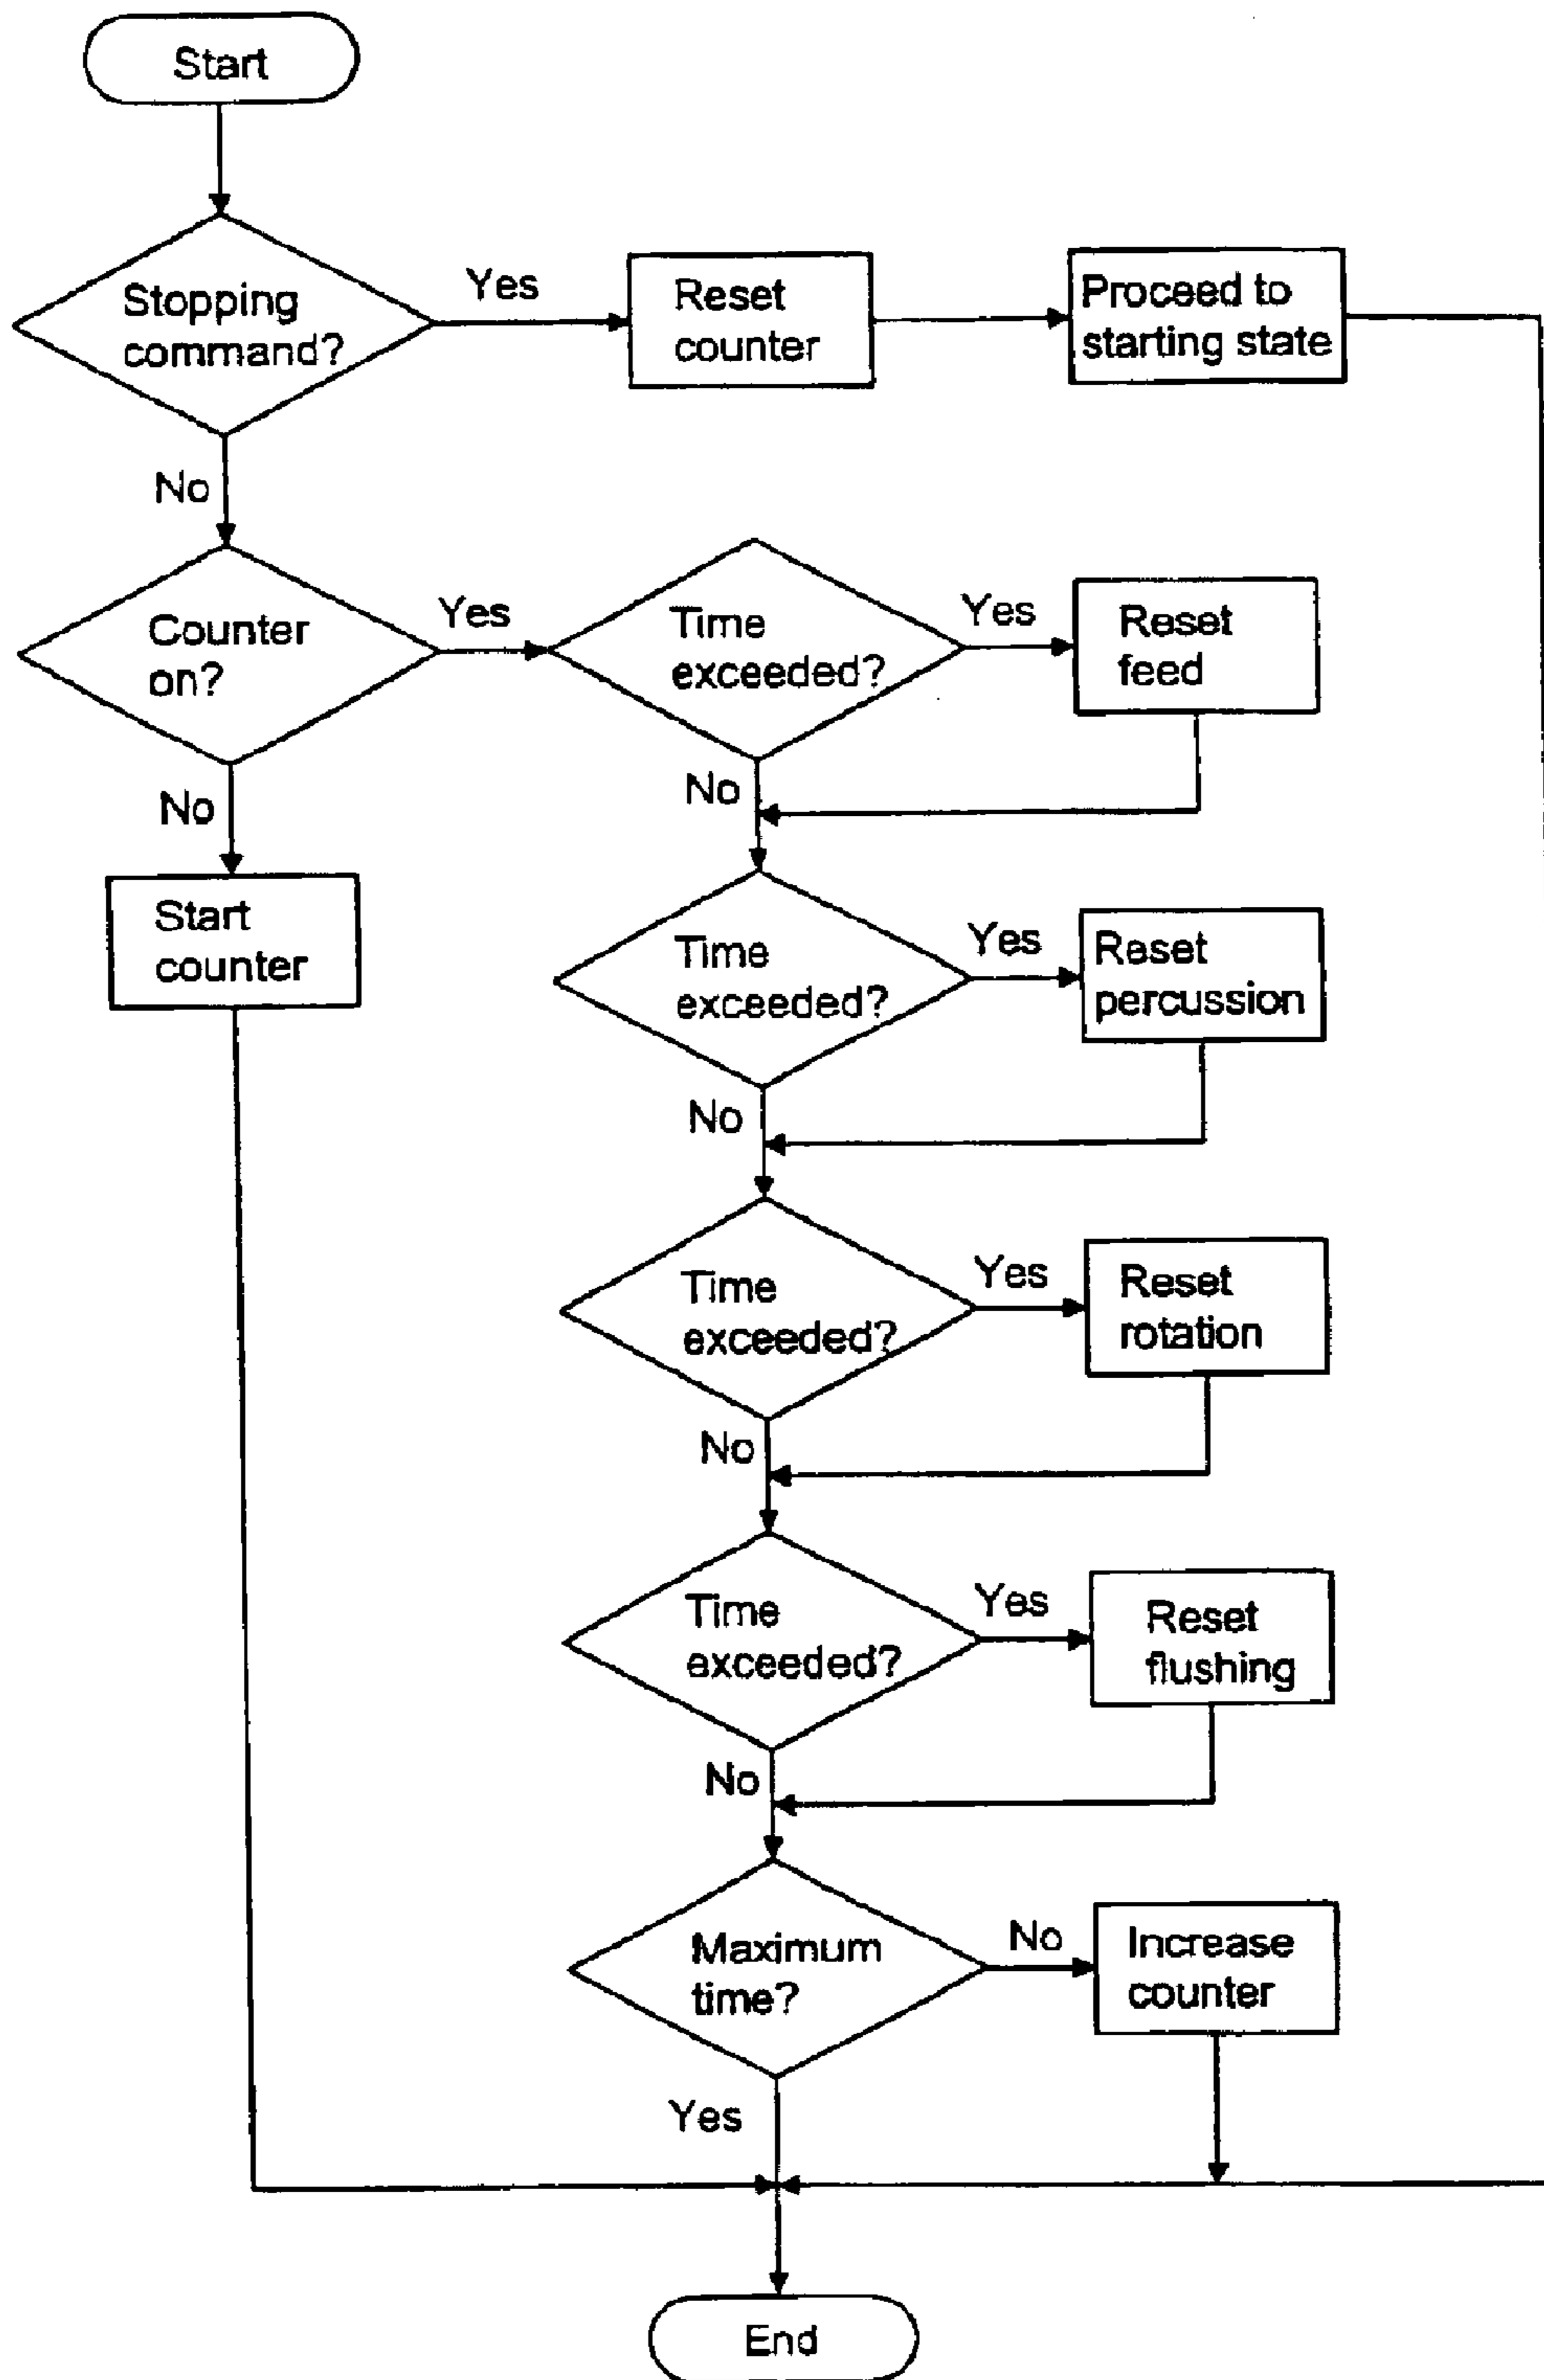 Start
Stopping
command?
Yes
Reset
counter
Proceed to
starting state
No
Counter
on?
Yes
Time
exceeded?
Yes
Reset
feed
No
No
Start
counter
Time
exceeded?
Yes
Reset
percussion
No
Time
exceeded?
Yes
Reset
rotation
No
Time
exceeded?
Yes
Reset
flushing
No
Maximum
time?
No
Increase
counter
Yes
End